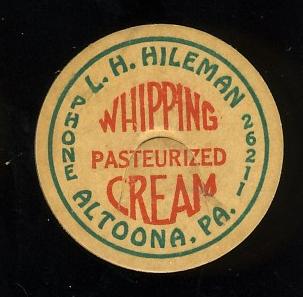 L. H. HILEMAN
PHONE 26211
WHIPPING
PASTEURIZED
CREAM
ALTOONA, PA.